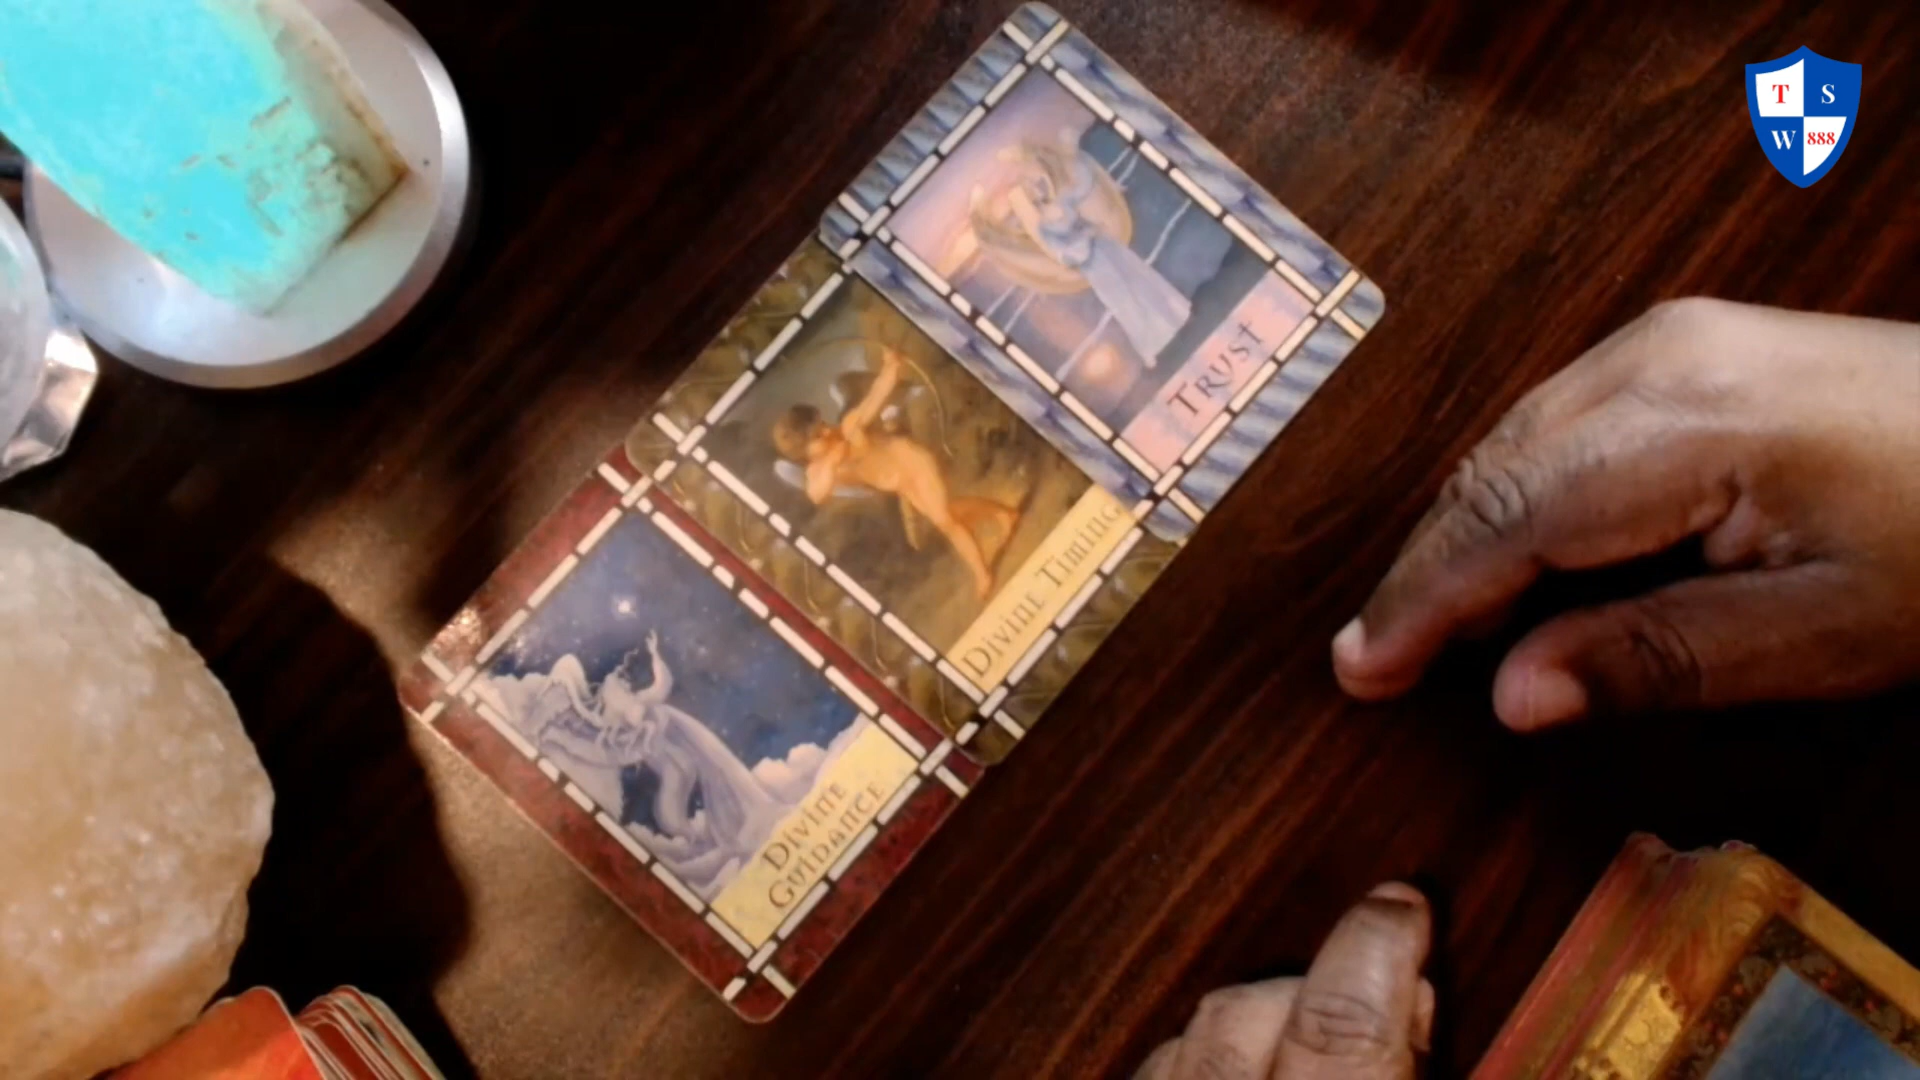 T S
W 888
TRUST
Divine Timing
Divine
Guidance